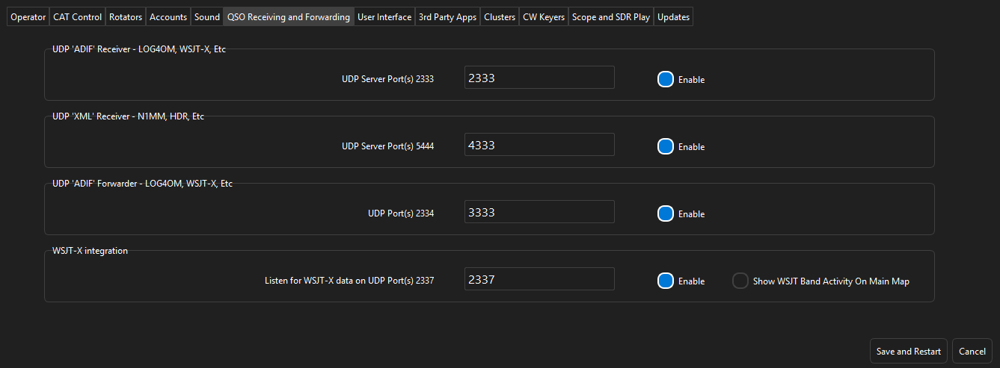 Operator CAT Control Rotators Accounts Sound QSO Receiving and Forwarding User Interface 3rd Party Apps Clusters CW Keyers Scope and SDR Play Updates
UDP 'ADIF' Receiver - LOG4OM, WSJT-X, Etc
UDP Server Port(s) 2333 2333 Enable
UDP 'XML' Receiver - N1MM, HDR, Etc
UDP Server Port(s) 5444 4333 Enable
UDP 'ADIF' Forwarder - LOG4OM, WSJT-X, Etc
UDP Port(s) 2334 3333 Enable
WSJT-X integration
Listen for WSJT-X data on UDP Port(s) 2337 2337 Enable Show WSJT Band Activity On Main Map
Save and Restart Cancel